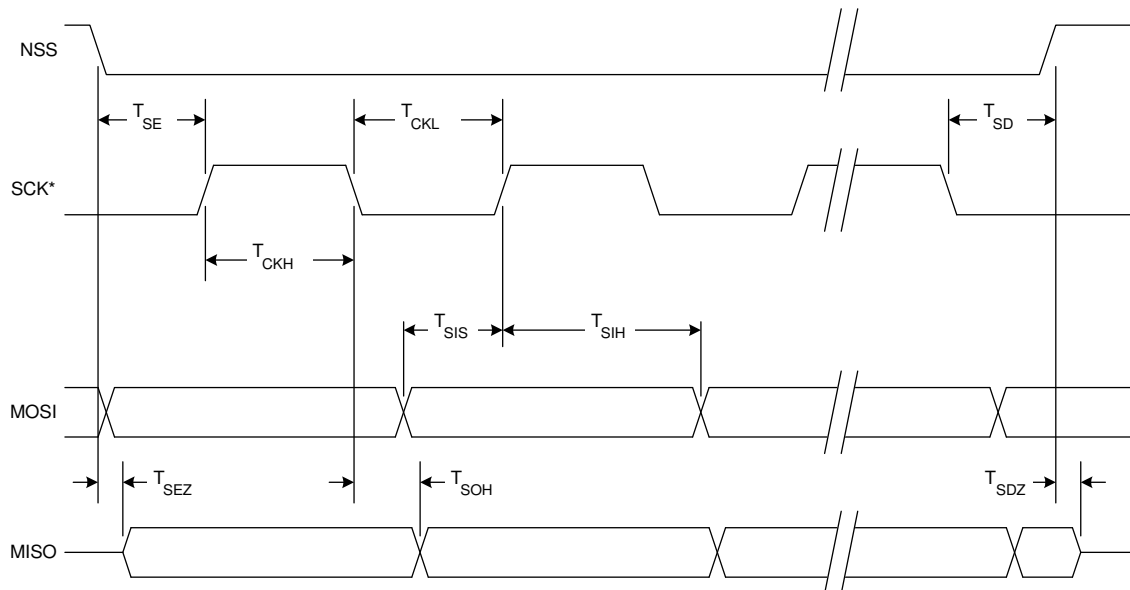 NSS
T_SE
T_CKL
T_SD
SCK*
T_CKH
T_SIS
T_SIH
MOSI
T_SEZ
T_SOH
T_SDZ
MISO